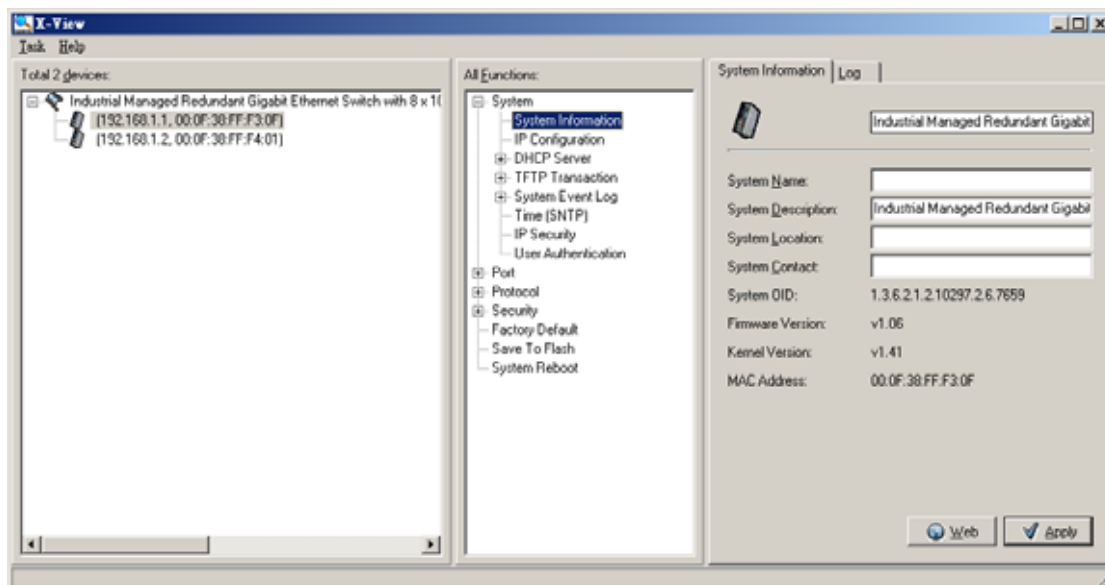 X-View
Task Help
Total 2 devices:
Industrial Managed Redundant Gigabit Ethernet Switch with 8 x 10
(192.168.1.1, 00:0F:38:FF:F3:0F)
(192.168.1.2, 00:0F:38:FF:F4:01)
All Functions:
System
System Information
IP Configuration
DHCP Server
TFTP Transaction
System Event Log
Time (SNTP)
IP Security
User Authentication
Port
Protocol
Security
Factory Default
Save To Flash
System Reboot
System Information Log
Industrial Managed Redundant Gigabit
System Name:
System Description: Industrial Managed Redundant Gigabit
System Location:
System Contact:
System OID: 1.3.6.2.1.2.10297.2.6.7659
Firmware Version: v1.06
Kernel Version: v1.41
MAC Address: 00:0F:38:FF:F3:0F
Web Apply